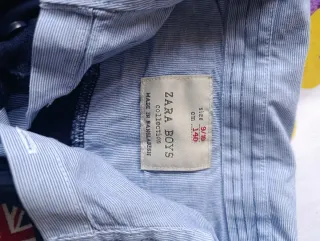 ZARA BOYS
collection
MADE IN BANGLADESH
size 9/10
cm 140